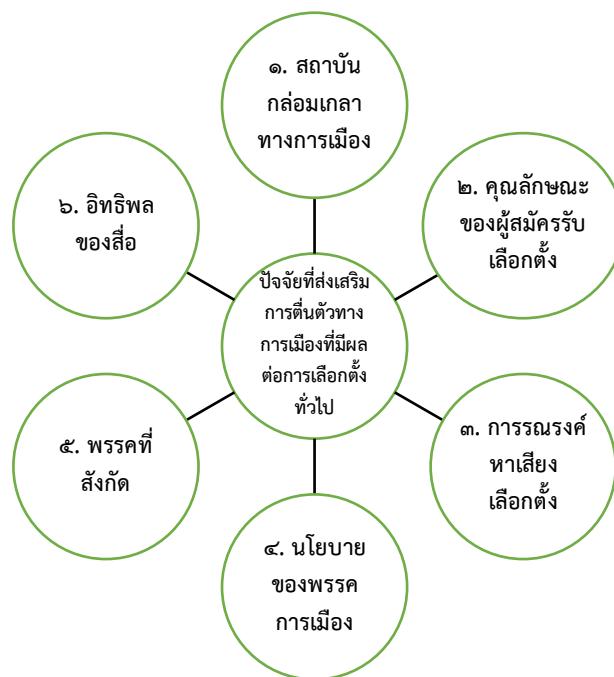 ๑. สถาบัน
กล่อมเกลา
ทางการเมือง
๒. คุณลักษณะ
ของผู้สมัครรับ
เลือกตั้ง
๖. อิทธิพล
ของสื่อ
ปัจจัยที่ส่งเสริม
การตื่นตัวทาง
การเมืองที่มีผล
ต่อการเลือกตั้ง
ทั่วไป
๓. การรณรงค์
หาเสียง
เลือกตั้ง
๕. พรรคที่
สังกัด
๔. นโยบาย
ของพรรค
การเมือง